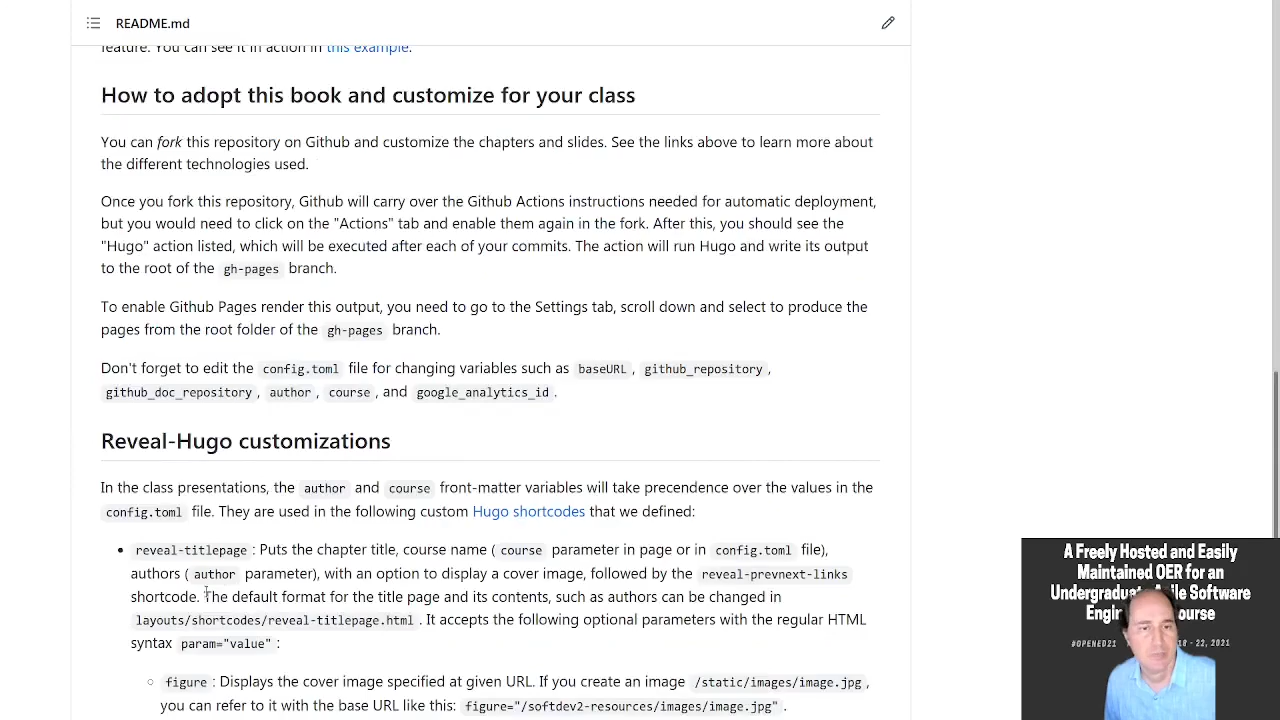 README.md
feature. You can see it in action in this example.
How to adopt this book and customize for your class
You can fork this repository on Github and customize the chapters and slides. See the links above to learn more about
the different technologies used.
Once you fork this repository, Github will carry over the Github Actions instructions needed for automatic deployment,
but you would need to click on the "Actions" tab and enable them again in the fork. After this, you should see the
"Hugo" action listed, which will be executed after each of your commits. The action will run Hugo and write its output
to the root of the gh-pages branch.
To enable Github Pages render this output, you need to go to the Settings tab, scroll down and select to produce the
pages from the root folder of the gh-pages branch.
Don't forget to edit the config.toml file for changing variables such as baseURL, github_repository,
github_doc_repository, author, course, and google_analytics_id.
Reveal-Hugo customizations
In the class presentations, the author and course front-matter variables will take precendence over the values in the
config.toml file. They are used in the following custom Hugo shortcodes that we defined:
reveal-titlepage: Puts the chapter title, course name (course parameter in page or in config.toml file),
authors (author parameter), with an option to display a cover image, followed by the reveal-prevnext-links
shortcode. The default format for the title page and its contents, such as authors can be changed in
layouts/shortcodes/reveal-titlepage.html. It accepts the following optional parameters with the regular HTML
syntax param="value":
figure: Displays the cover image specified at given URL. If you create an image /static/images/image.jpg,
you can refer to it with the base URL like this: figure="/softdev2-resources/images/image.jpg".
A Freely Hosted and Easily
Maintained OER for an
Undergraduate Agile Software
#OPENED21 18 - 22, 2021